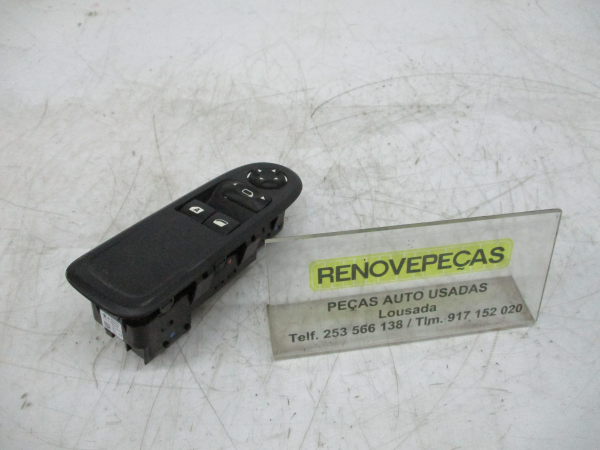 RENOVEPEÇAS
PEÇAS AUTO USADAS
Lousada
Telf. 253 566 138 / Tlm. 917 152 020